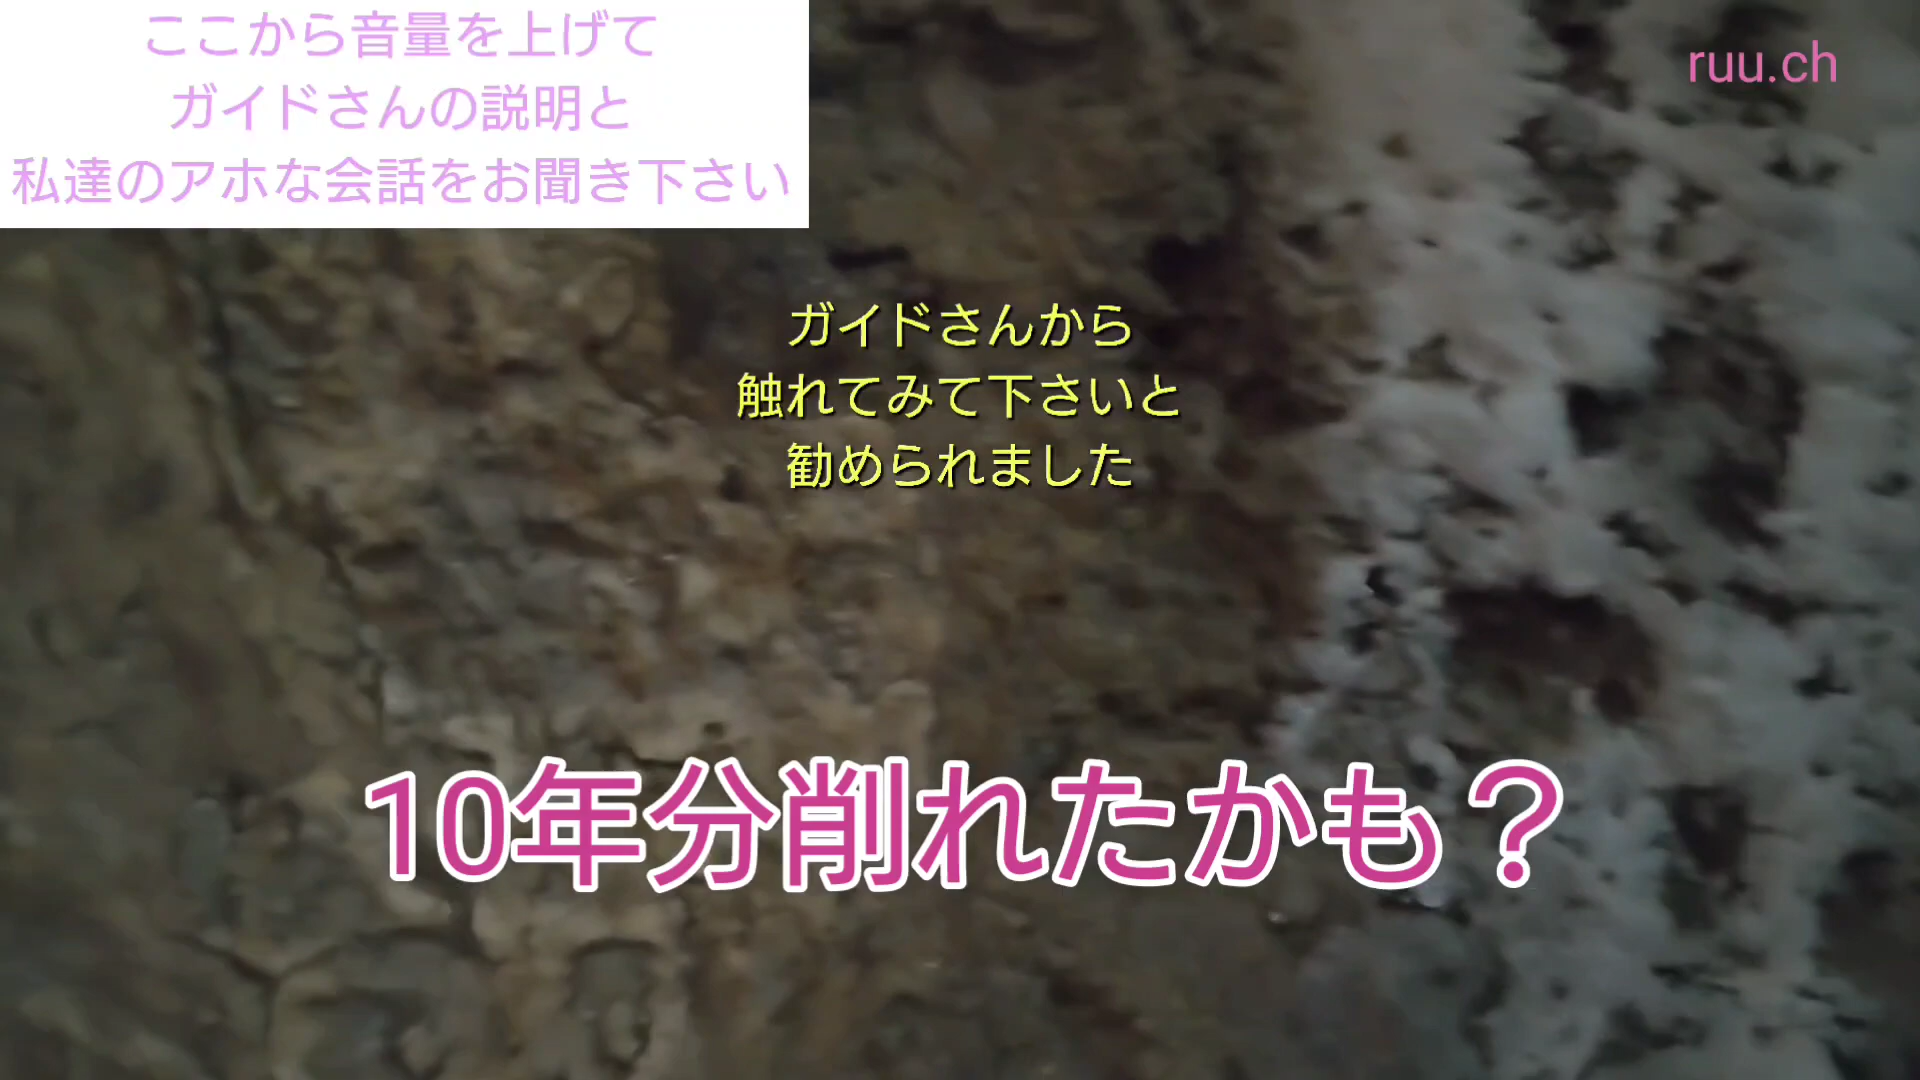 ここから音量を上げて
ガイドさんの説明と
私達のアホな会話をお聞き下さい
ruu.ch
ガイドさんから
触れてみて下さいと
勧められました
10年分削れたかも？